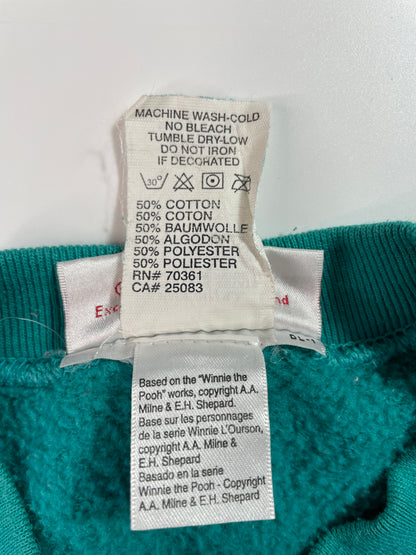 MACHINE WASH-COLD
NO BLEACH
TUMBLE DRY-LOW
DO NOT IRON
IF DECORATED
30°
50% COTTON
50% COTON
50% BAUMWOLLE
50% ALGODON
50% POLYESTER
50% POLIESTER
RN# 70361
CA# 25083
Based on the "Winnie the
Pooh" works, copyright A.A.
Milne & E.H. Shepard.
Base sur les personnages
de la serie Winnie L'Ourson,
copyright A.A. Milne &
E.H. Shepard
Basado en la serie
Winnie the Pooh - Copyright
A.A. Milne & E.H. Shepard